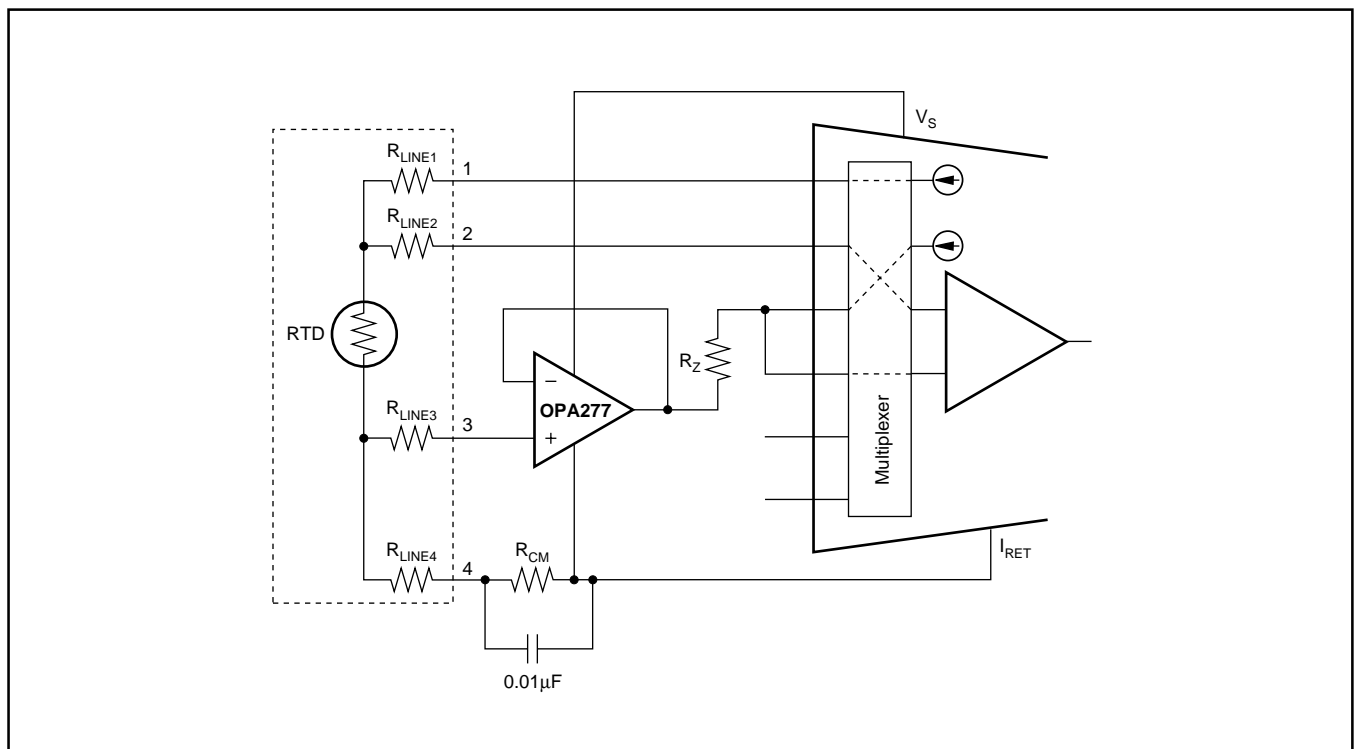 V_S
R_LINE1
1
R_LINE2
2
RTD
R_Z
−
OPA277
+
R_LINE3
3
Multiplexer
R_LINE4
4
R_CM
I_RET
0.01μF